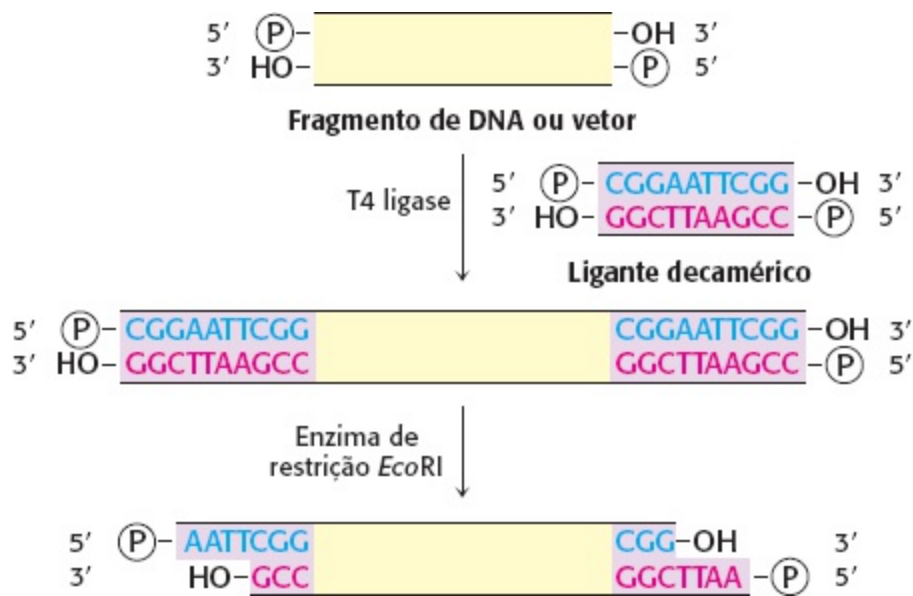 5′ P – –OH 3′
3′ HO– –P 5′
Fragmento de DNA ou vetor
T4 ligase
5′ P – CGGAATTCGG –OH 3′
3′ HO– GGCTTAAGCC –P 5′
Ligante decamérico
5′ P – CGGAATTCGG CGGAATTCGG –OH 3′
3′ HO– GGCTTAAGCC GGCTTAAGCC –P 5′
Enzima de
restrição EcoRI
5′ P – AATTCGG CGG–OH 3′
3′ HO–GCC GGCTTAA –P 5′